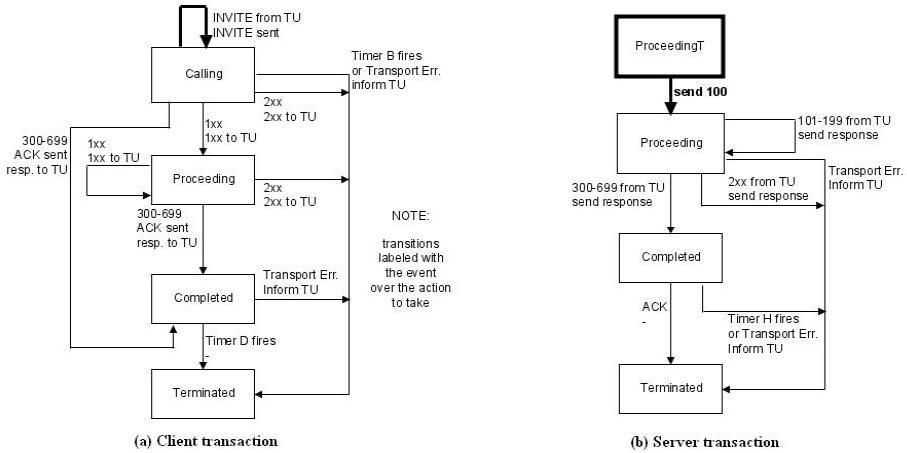 INVITE from TU
INVITE sent
Calling
Timer B fires
or Transport Err.
inform TU
2xx
2xx to TU
300-699
ACK sent
resp. to TU
1xx
1xx to TU
1xx
1xx to TU
Proceeding
2xx
2xx to TU
300-699
ACK sent
resp. to TU
NOTE:
transitions
labeled with
the event
over the action
to take
Completed
Transport Err.
Inform TU
Timer D fires
-
Terminated
(a) Client transaction
ProceedingT
send 100
Proceeding
101-199 from TU
send response
Transport Err.
Inform TU
300-699 from TU
send response
2xx from TU
send response
Completed
ACK
-
Timer H fires
or Transport Err.
Inform TU
Terminated
(b) Server transaction